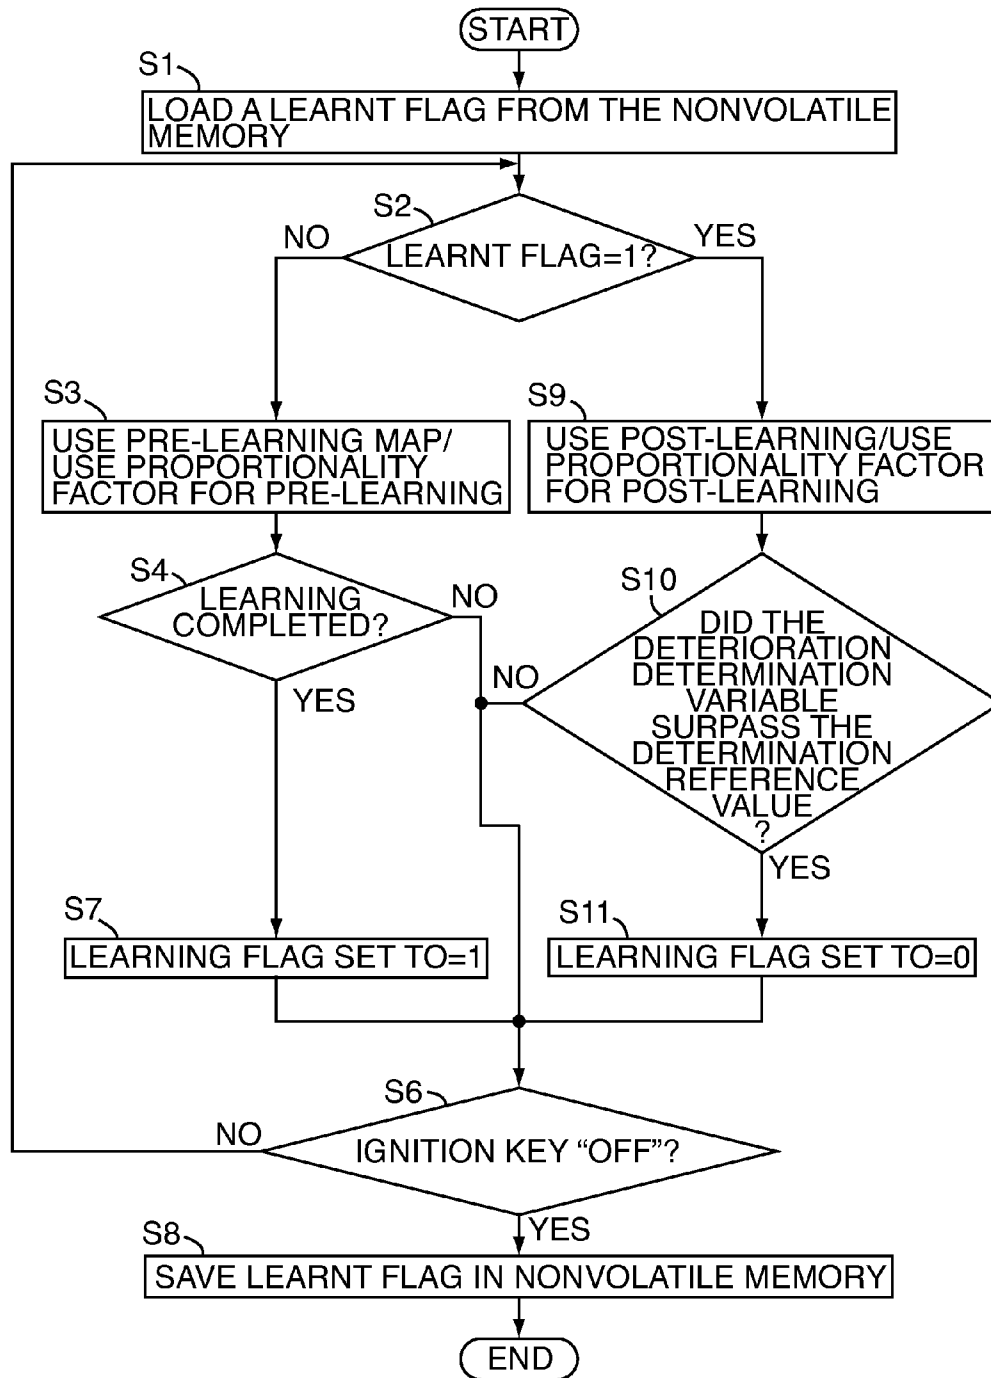 START
S1
LOAD A LEARNT FLAG FROM THE NONVOLATILE
MEMORY
S2
NO
YES
LEARNT FLAG=1?
S3
USE PRE-LEARNING MAP/
USE PROPORTIONALITY
FACTOR FOR PRE-LEARNING
S9
USE POST-LEARNING/USE
PROPORTIONALITY FACTOR
FOR POST-LEARNING
S4
LEARNING
COMPLETED?
NO
YES
S10
NO
DID THE
DETERIORATION
DETERMINATION
VARIABLE
SURPASS THE
DETERMINATION
REFERENCE
VALUE
?
YES
S7
LEARNING FLAG SET TO=1
S11
LEARNING FLAG SET TO=0
S6
NO
IGNITION KEY “OFF”?
YES
S8
SAVE LEARNT FLAG IN NONVOLATILE MEMORY
END